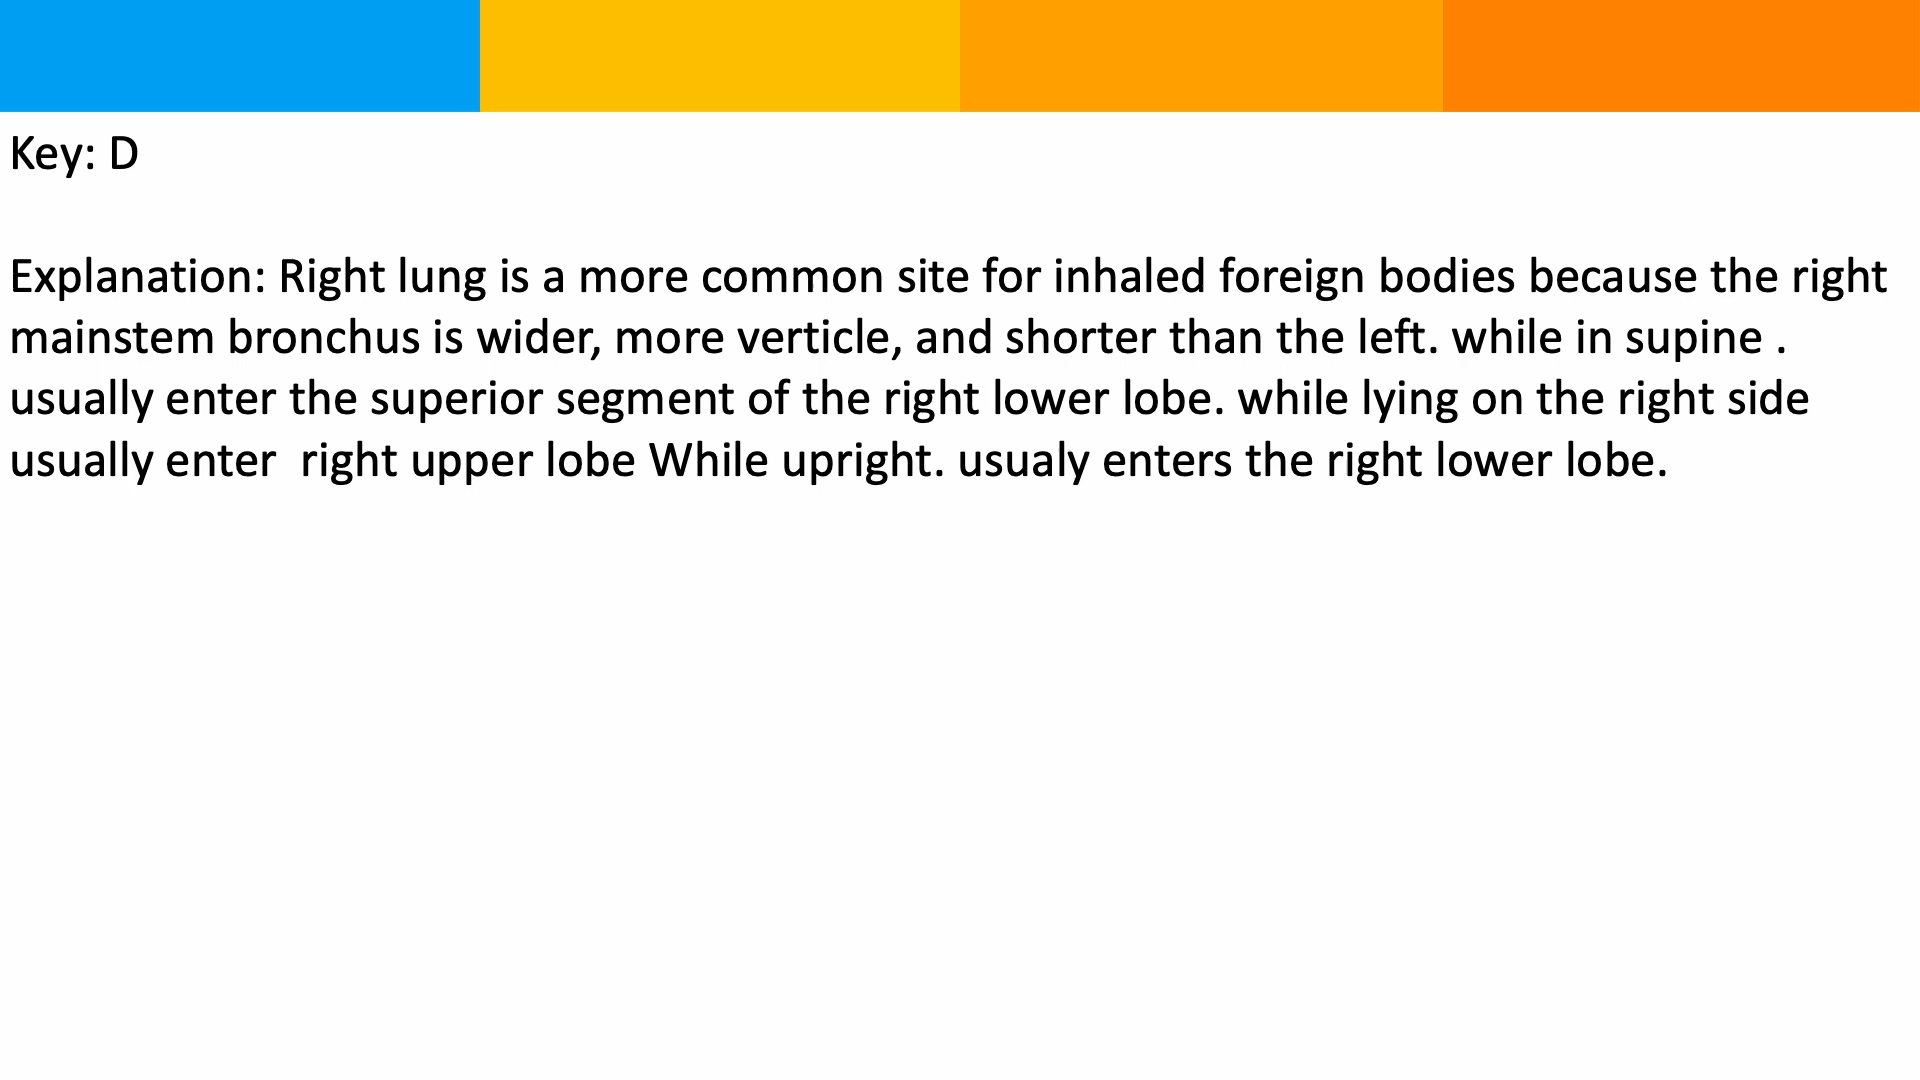 Key: D
Explanation: Right lung is a more common site for inhaled foreign bodies because the right
mainstem bronchus is wider, more verticle, and shorter than the left. while in supine .
usually enter the superior segment of the right lower lobe. while lying on the right side
usually enter  right upper lobe While upright. usualy enters the right lower lobe.